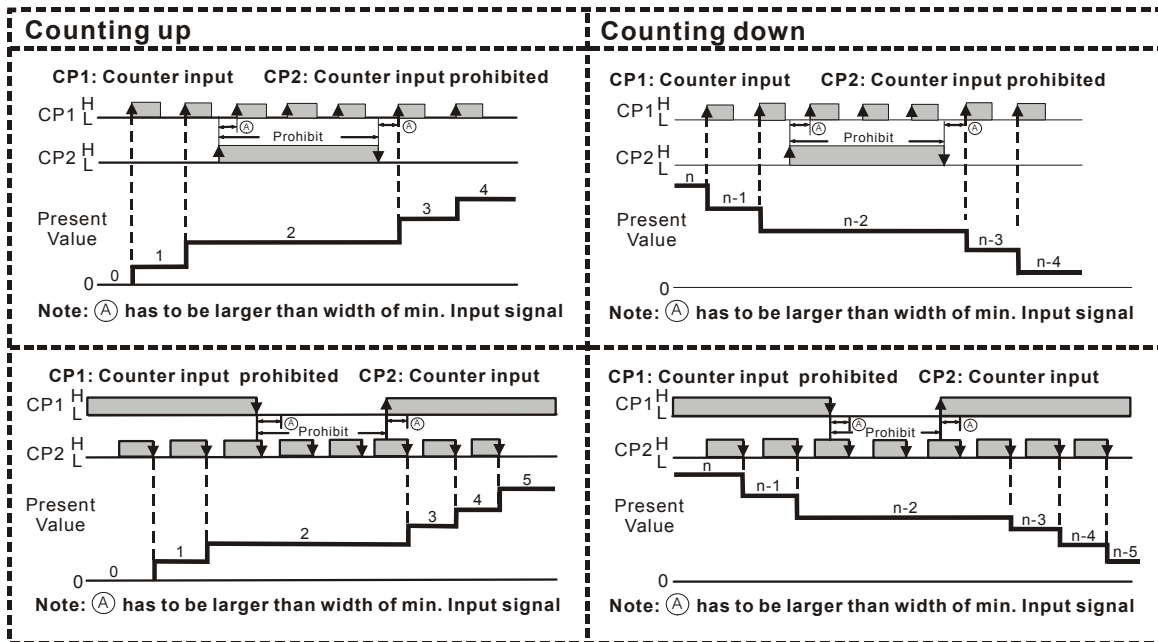 Counting up
CP1: Counter input CP2: Counter input prohibited
CP1 H
L
Ⓐ Ⓐ
Prohibit
CP2 H
L
Present
Value
0 0 1 2 3 4
Note: Ⓐ has to be larger than width of min. Input signal
Counting down
CP1: Counter input CP2: Counter input prohibited
CP1 H
L
Ⓐ Ⓐ
Prohibit
CP2 H
L
Present
Value
n n-1 n-2 n-3 n-4
0
Note: Ⓐ has to be larger than width of min. Input signal
CP1: Counter input prohibited CP2: Counter input
CP1 H
L
Ⓐ Ⓐ
Prohibit
CP2 H
L
Present
Value
0 0 1 2 3 4 5
Note: Ⓐ has to be larger than width of min. Input signal
CP1: Counter input prohibited CP2: Counter input
CP1 H
L
Ⓐ Ⓐ
Prohibit
CP2 H
L
Present
Value
n n-1 n-2 n-3 n-4 n-5
0
Note: Ⓐ has to be larger than width of min. Input signal